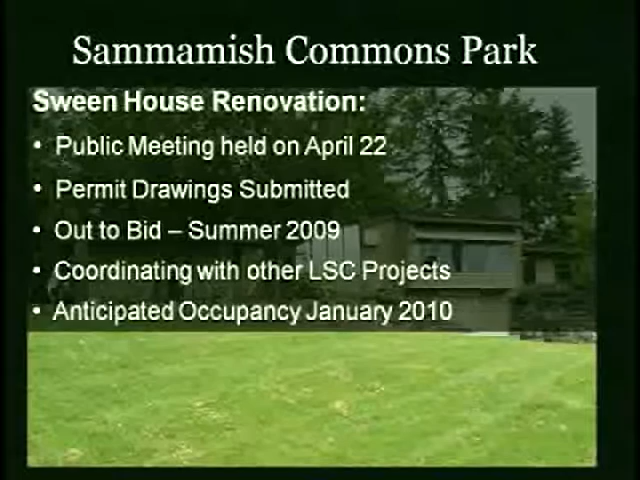 Sammamish Commons Park
Sween House Renovation:
• Public Meeting held on April 22
• Permit Drawings Submitted
• Out to Bid – Summer 2009
• Coordinating with other LSC Projects
• Anticipated Occupancy January 2010